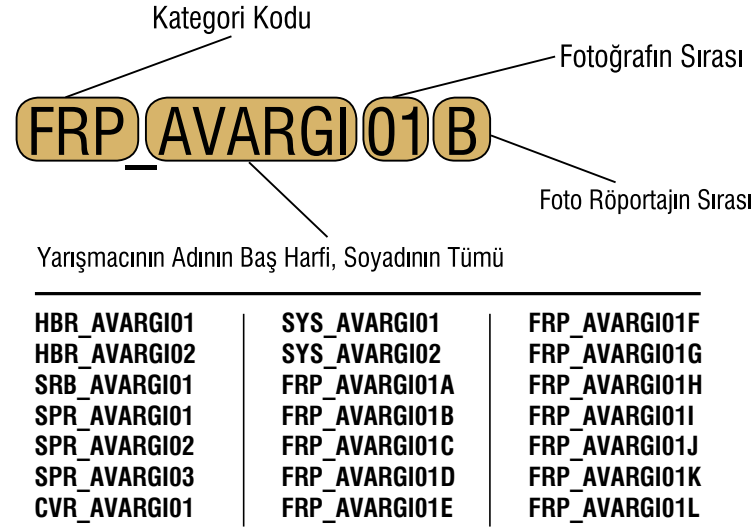 Kategori Kodu
Fotoğrafın Sırası
FRP_AVARGI01B
Foto Röportajın Sırası
Yarışmacının Adının Baş Harfi, Soyadının Tümü
HBR_AVARGI01
HBR_AVARGI02
SRB_AVARGI01
SPR_AVARGI01
SPR_AVARGI02
SPR_AVARGI03
CVR_AVARGI01
SYS_AVARGI01
SYS_AVARGI02
FRP_AVARGI01A
FRP_AVARGI01B
FRP_AVARGI01C
FRP_AVARGI01D
FRP_AVARGI01E
FRP_AVARGI01F
FRP_AVARGI01G
FRP_AVARGI01H
FRP_AVARGI01I
FRP_AVARGI01J
FRP_AVARGI01K
FRP_AVARGI01L